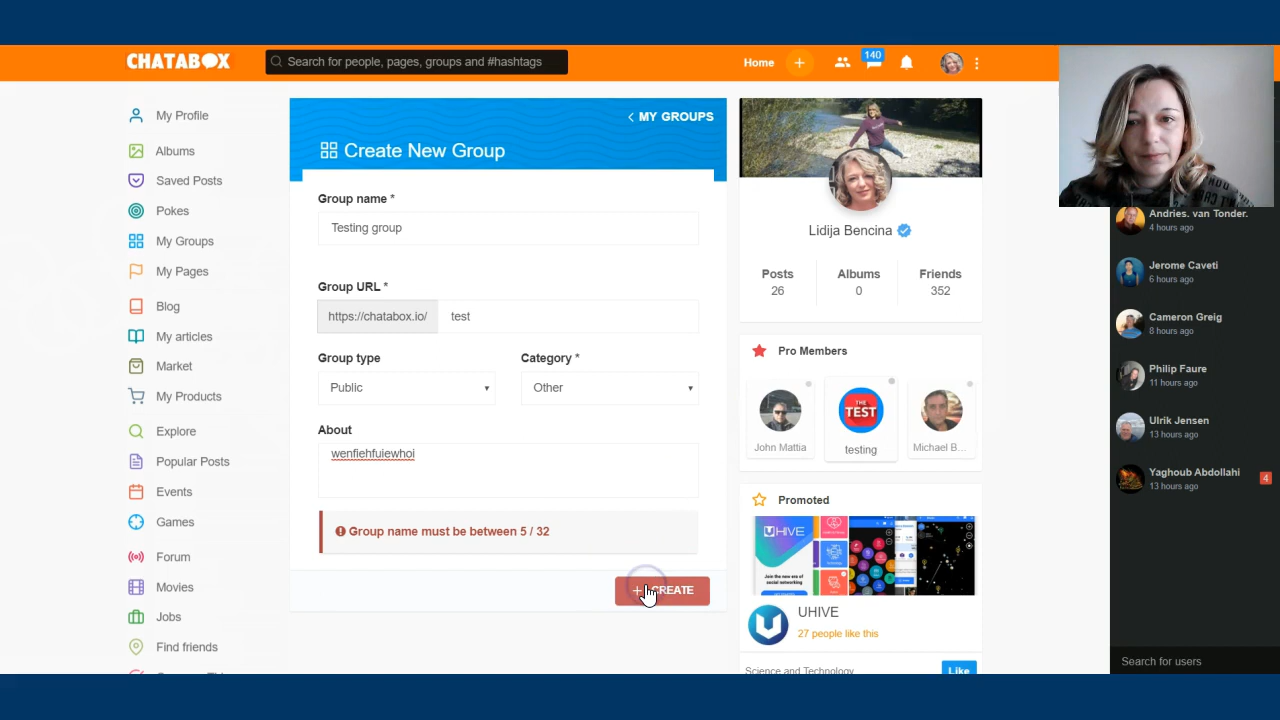 CHATABOX
Search for people, pages, groups and #hashtags
Home
140
My Profile
Albums
Saved Posts
Pokes
My Groups
My Pages
Blog
My articles
Market
My Products
Explore
Popular Posts
Events
Games
Forum
Movies
Jobs
Find friends
MY GROUPS
Create New Group
Group name *
Testing group
Group URL *
https://chatabox.io/ test
Group type
Category *
Public
Other
About
wenfiehfuiewhoi
Group name must be between 5 / 32
+ CREATE
Lidija Bencina
Posts Albums Friends
26 0 352
Pro Members
THE
TEST
John Mattia
testing
Michael B...
Promoted
UHIVE
Join the new era of
social networking
UHIVE
27 people like this
Science and Technology
Like
Andries. van Tonder.
4 hours ago
Jerome Caveti
6 hours ago
Cameron Greig
8 hours ago
Philip Faure
11 hours ago
Ulrik Jensen
13 hours ago
Yaghoub Abdollahi
13 hours ago
4
Search for users